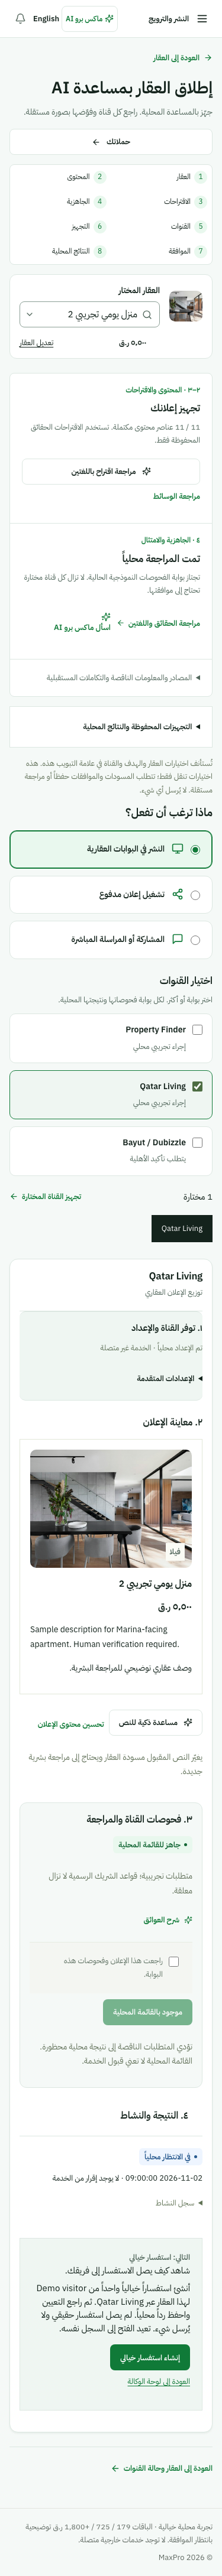 النشر والترويج
ماكس برو AI
English
العودة إلى العقار
إطلاق العقار بمساعدة AI
جهّز بالمساعدة المحلية. راجع كل قناة وفوّضها بصورة مستقلة.
حملاتك
1 العقار
2 المحتوى
3 الاقتراحات
4 الجاهزية
5 القنوات
6 التجهيز
7 الموافقة
8 النتائج المحلية
العقار المختار
منزل يومي تجريبي 2
٥٬٥٠٠ ر.ق
تعديل العقار
٢–٣ · المحتوى والاقتراحات
تجهيز إعلانك
11 / 11 عناصر محتوى مكتملة. تستخدم الاقتراحات الحقائق
المحفوظة فقط.
مراجعة اقتراح باللغتين
مراجعة الوسائط
٤ · الجاهزية والامتثال
تمت المراجعة محلياً
تجتاز بوابة الفحوصات النموذجية الحالية. لا تزال كل قناة مختارة
تحتاج إلى موافقتها.
مراجعة الحقائق واللغتين
اسأل ماكس برو AI
المصادر والمعلومات الناقصة والتكاملات المستقبلية
التجهيزات المحفوظة والنتائج المحلية
تُستأنف اختيارات العقار والهدف والقناة في علامة التبويب هذه. هذه
اختيارات تنقل فقط؛ تتطلب المسودات والموافقات حفظاً أو مراجعة
مستقلة. لا يُرسل أي شيء.
ماذا ترغب أن تفعل؟
النشر في البوابات العقارية
تشغيل إعلان مدفوع
المشاركة أو المراسلة المباشرة
اختيار القنوات
اختر بوابة أو أكثر. لكل بوابة فحوصاتها ونتيجتها المحلية.
Property Finder
إجراء تجريبي محلي
Qatar Living
إجراء تجريبي محلي
Bayut / Dubizzle
يتطلب تأكيد الأهلية
1 مختارة
تجهيز القناة المختارة
Qatar Living
Qatar Living
توزيع الإعلان العقاري
١. توفر القناة والإعداد
تم الإعداد محلياً · الخدمة غير متصلة
الإعدادات المتقدمة
٢. معاينة الإعلان
فيلا
منزل يومي تجريبي 2
٥٬٥٠٠ ر.ق
Sample description for Marina-facing
apartment. Human verification required.
وصف عقاري توضيحي للمراجعة البشرية.
مساعدة ذكية للنص
تحسين محتوى الإعلان
يغيّر النص المقبول مسودة العقار ويحتاج إلى مراجعة بشرية
جديدة.
٣. فحوصات القناة والمراجعة
جاهز للقائمة المحلية
متطلبات تجريبية؛ قواعد الشريك الرسمية لا تزال
معلقة.
شرح العوائق
راجعت هذا الإعلان وفحوصات هذه
البوابة.
موجود بالقائمة المحلية
تؤدي المتطلبات الناقصة إلى نتيجة محلية محظورة.
القائمة المحلية لا تعني قبول الخدمة.
٤. النتيجة والنشاط
في الانتظار محلياً
2026-11-02 09:00:00 · لا يوجد إقرار من الخدمة
سجل النشاط
التالي: استفسار خيالي
شاهد كيف يصل الاستفسار إلى فريقك.
أنشئ استفساراً خيالياً واحداً من Demo visitor
لهذا العقار عبر Qatar Living. ثم راجع التعيين
واحفظ رداً محلياً. لم يصل استفسار حقيقي ولا
يُرسل شيء. تعيد الفتح إلى السجل نفسه.
إنشاء استفسار خيالي
العودة إلى لوحة الوكالة
العودة إلى العقار وحالة القنوات
تجربة محلية خيالية · الباقات 179 / 725 / +1,800 ر.ق توضيحية
بانتظار الموافقة. لا توجد خدمات خارجية متصلة.
© 2026 MaxPro